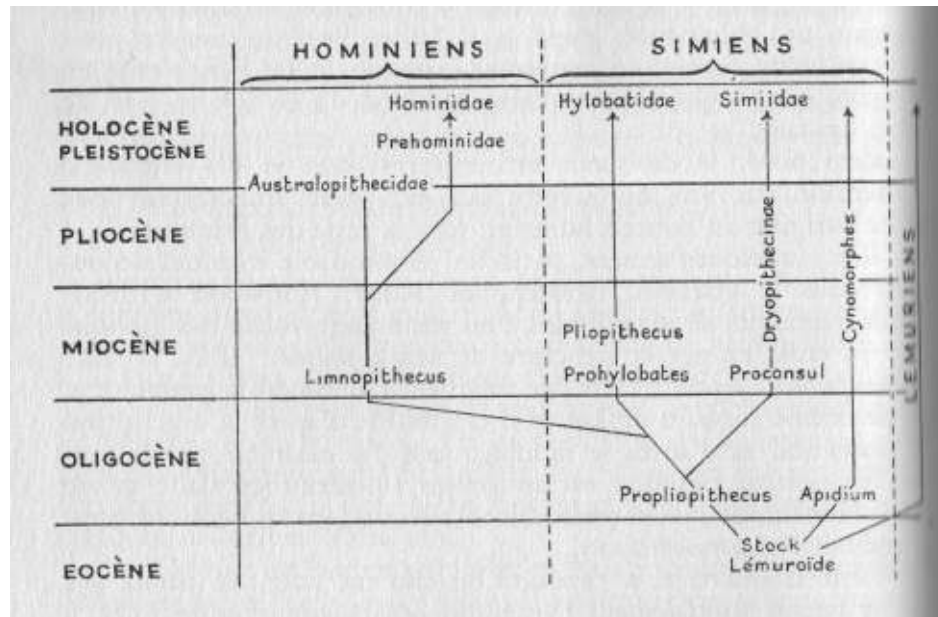 HOMINIENS
SIMIENS
Hominidae
Hylobatidae
Simiidae
HOLOCÈNE
PLEISTOCÈNE
Prehominidae
Australopithecidae
PLIOCÈNE
Dryopithecinae
Cynomorphes
LÉMURIENS
MIOCÈNE
Pliopithecus
Limnopithecus
Prohylobates
Proconsul
OLIGOCÈNE
Propliopithecus
Apidium
Stock
Lémuroïde
EOCÈNE